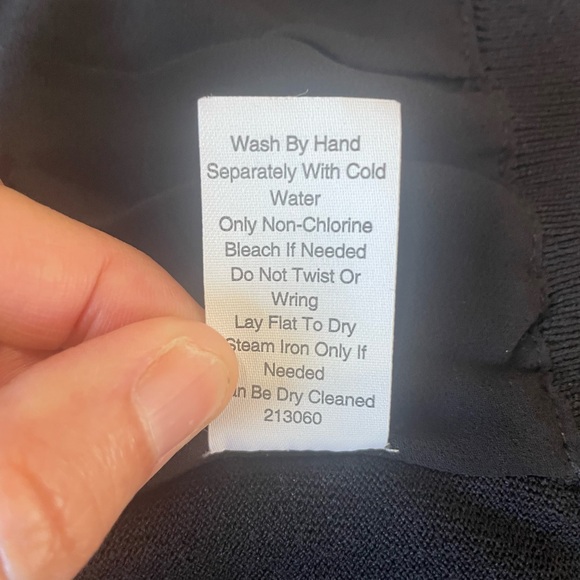 Wash By Hand
Separately With Cold
Water
Only Non-Chlorine
Bleach If Needed
Do Not Twist Or
Wring
Lay Flat To Dry
Steam Iron Only If
Needed
an Be Dry Cleaned
213060